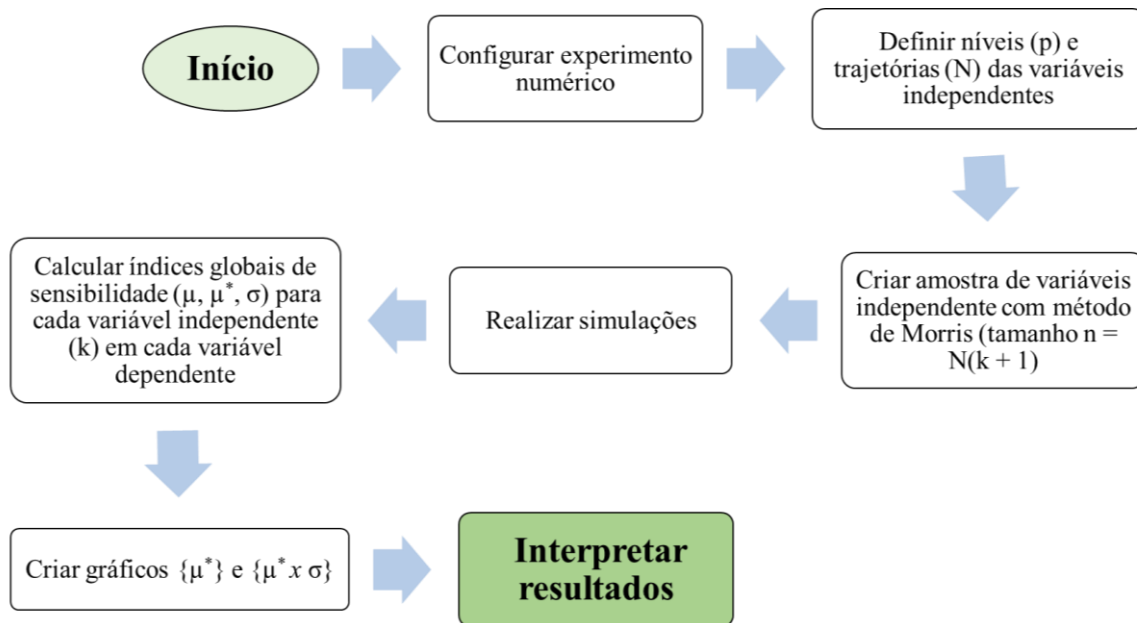 Início
Configurar experimento
numérico
Definir níveis (p) e
trajetórias (N) das variáveis
independentes
Criar amostra de variáveis
independente com método
de Morris (tamanho n =
N(k + 1)
Realizar simulações
Calcular índices globais de
sensibilidade (μ, μ*, σ) para
cada variável independente
(k) em cada variável
dependente
Criar gráficos {μ*} e {μ* x σ}
Interpretar
resultados